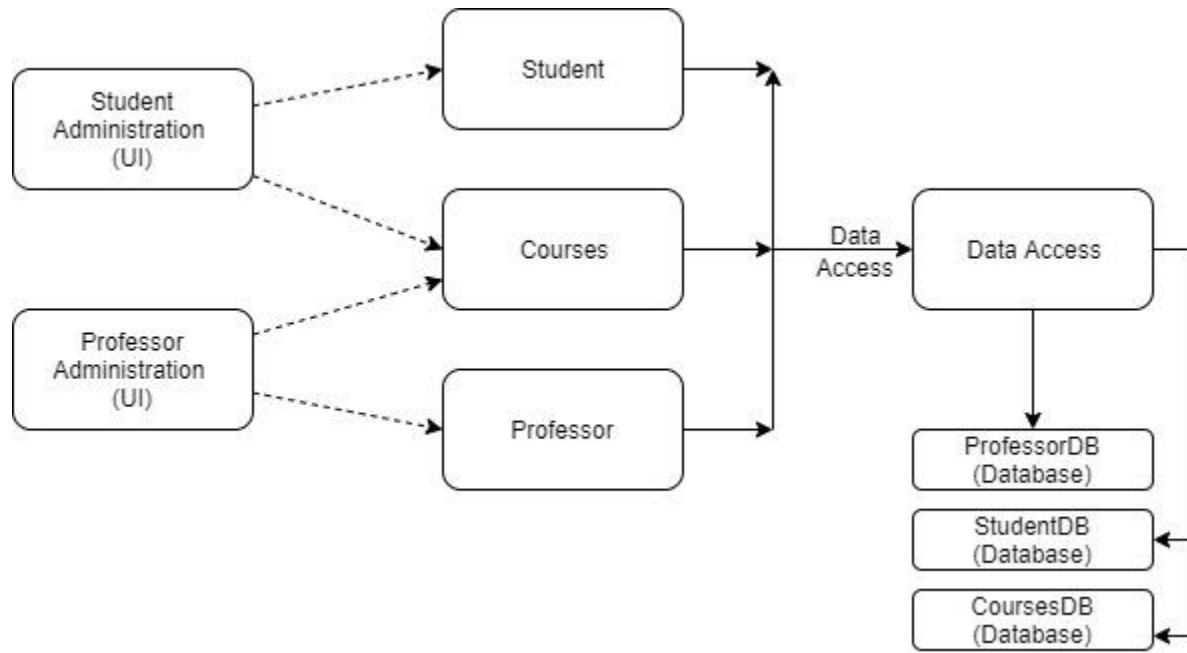 Student
Administration
(UI)
Professor
Administration
(UI)
Student
Courses
Professor
Data
Access
Data Access
ProfessorDB
(Database)
StudentDB
(Database)
CoursesDB
(Database)